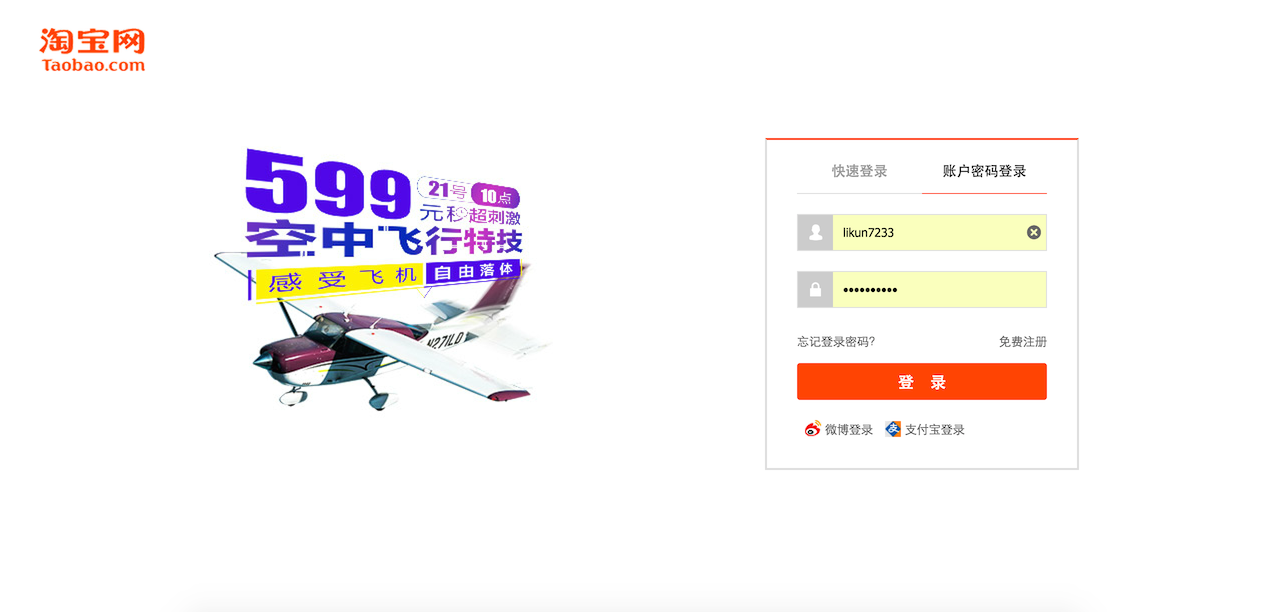 淘宝网
Taobao.com
599
21号 10点
元秒超刺激
空中飞行特技
感受飞机 自由落体
N271LD
快速登录 账户密码登录
likun7233
••••••••••
忘记登录密码? 免费注册
登 录
微博登录 支付宝登录